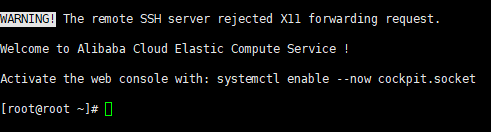 WARNING! The remote SSH server rejected X11 forwarding request.
Welcome to Alibaba Cloud Elastic Compute Service !
Activate the web console with: systemctl enable --now cockpit.socket
[root@root ~]#